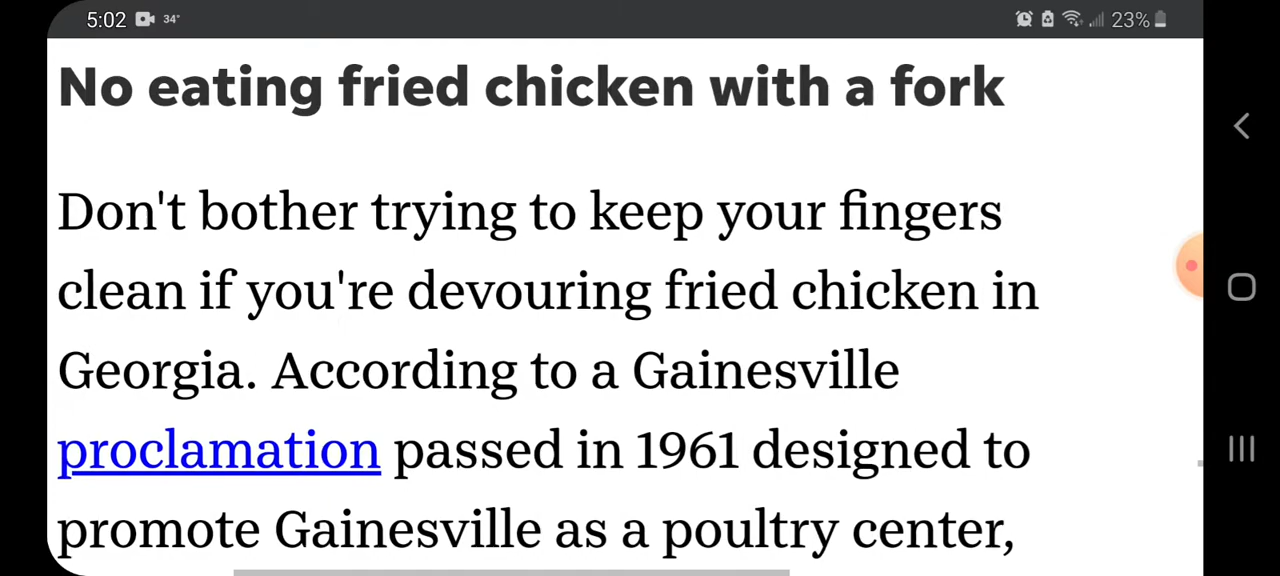 5:02 34°
23%
No eating fried chicken with a fork
Don't bother trying to keep your fingers
clean if you're devouring fried chicken in
Georgia. According to a Gainesville
proclamation passed in 1961 designed to
promote Gainesville as a poultry center,